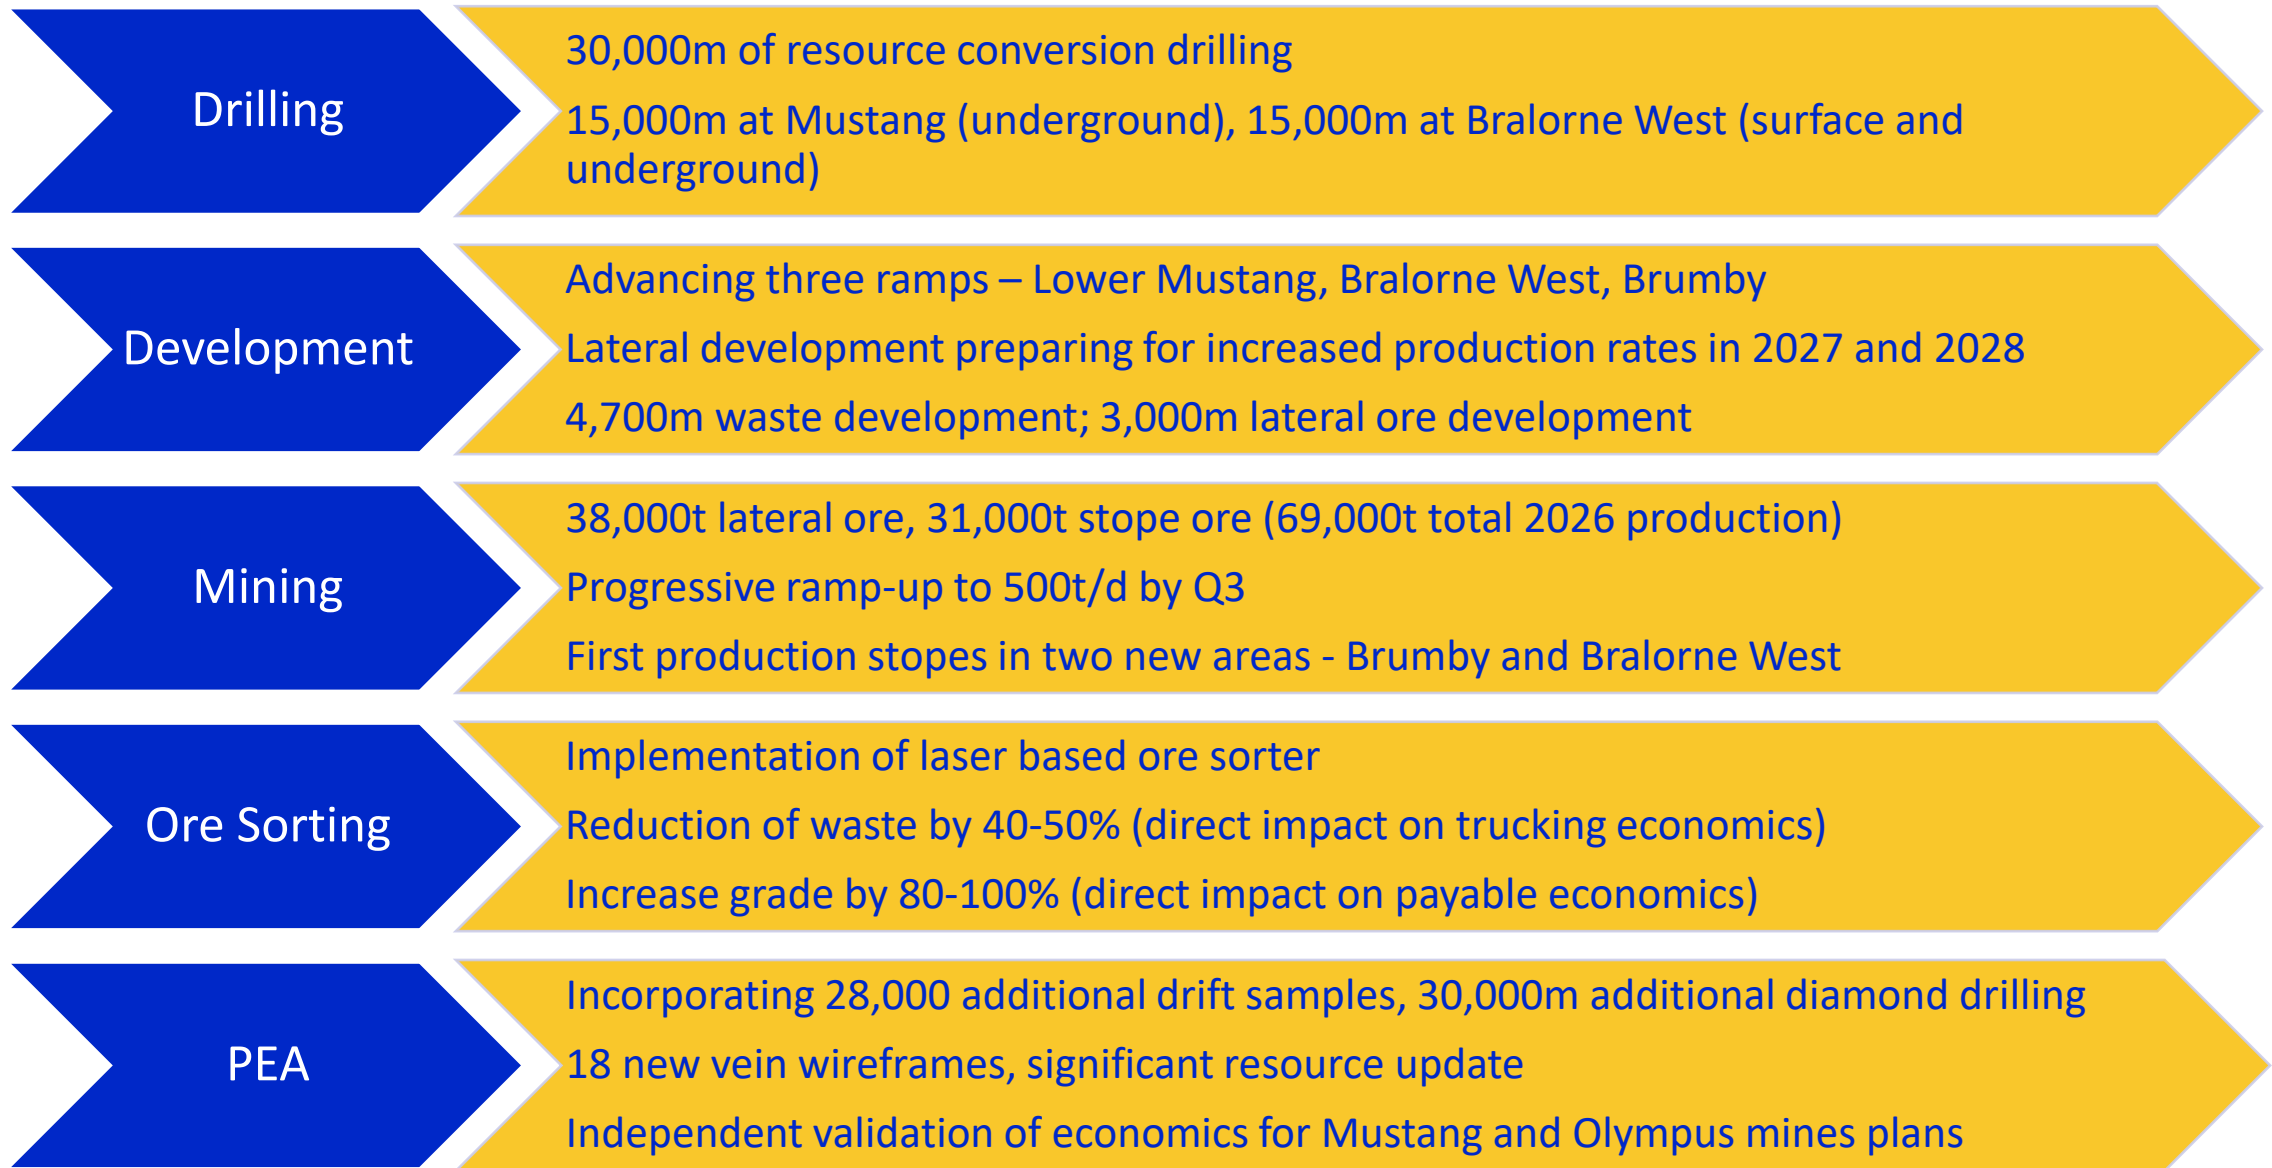 Drilling
30,000m of resource conversion drilling
15,000m at Mustang (underground), 15,000m at Bralorne West (surface and
underground)
Development
Advancing three ramps – Lower Mustang, Bralorne West, Brumby
Lateral development preparing for increased production rates in 2027 and 2028
4,700m waste development; 3,000m lateral ore development
Mining
38,000t lateral ore, 31,000t stope ore (69,000t total 2026 production)
Progressive ramp-up to 500t/d by Q3
First production stopes in two new areas - Brumby and Bralorne West
Ore Sorting
Implementation of laser based ore sorter
Reduction of waste by 40-50% (direct impact on trucking economics)
Increase grade by 80-100% (direct impact on payable economics)
PEA
Incorporating 28,000 additional drift samples, 30,000m additional diamond drilling
18 new vein wireframes, significant resource update
Independent validation of economics for Mustang and Olympus mines plans